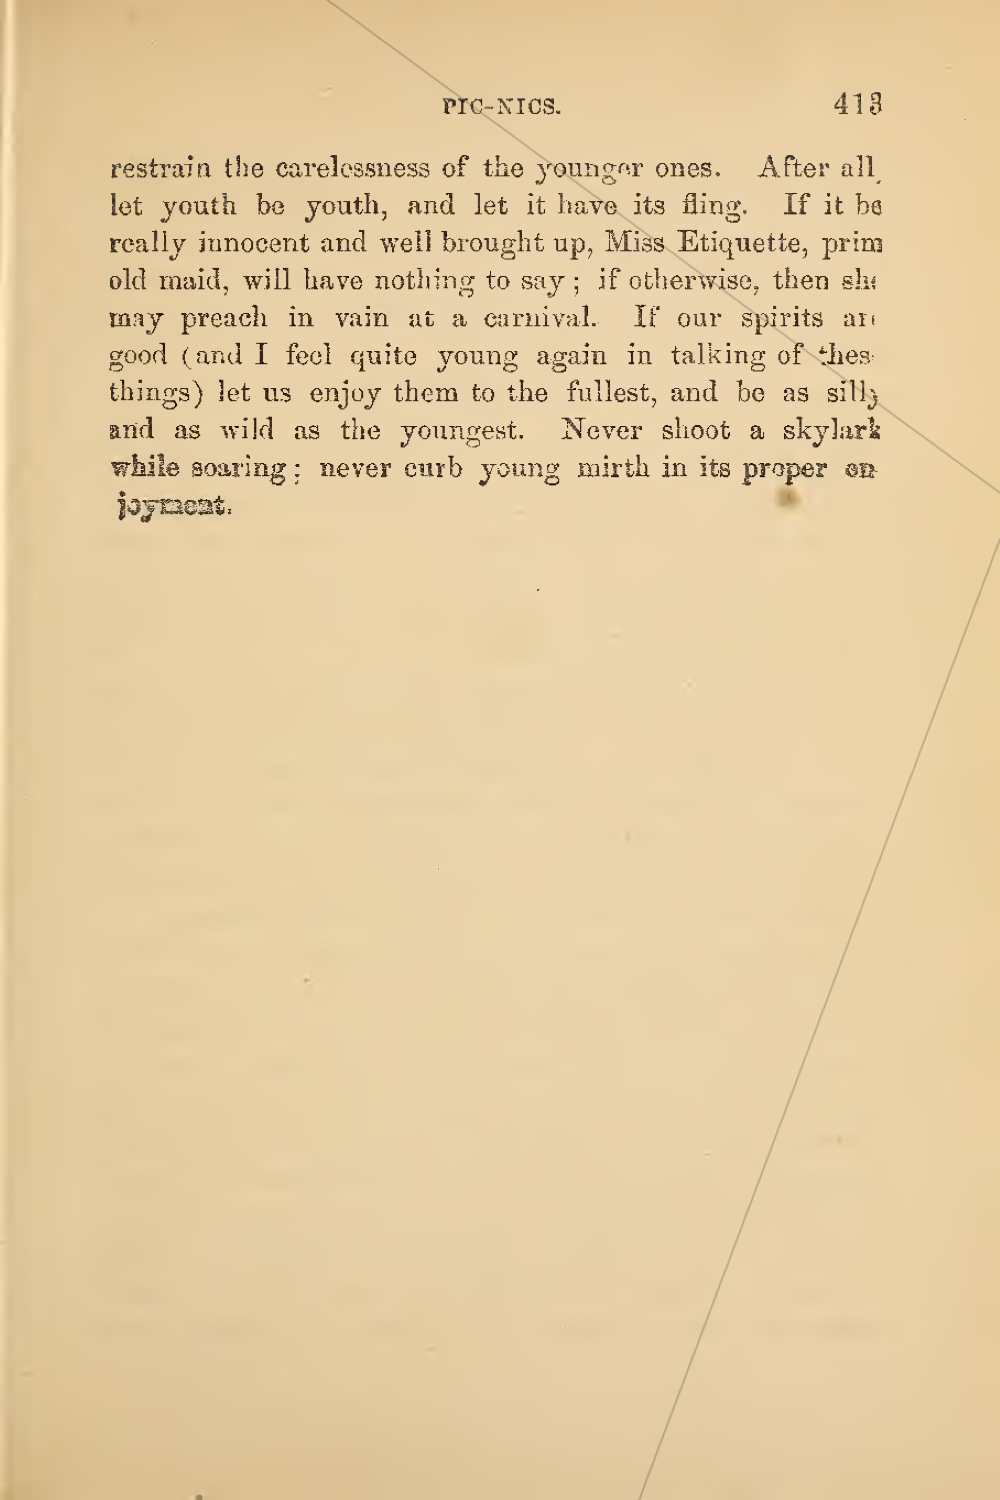 PIC-NICS. 413
restrain the carelessness of the younger ones. After all,
let youth be youth, and let it have its fling. If it be
really innocent and well brought up, Miss Etiquette, prim
old maid, will have nothing to say; if otherwise, then she
may preach in vain at a carnival. If our spirits are
good (and I feel quite young again in talking of these
things) let us enjoy them to the fullest, and be as silly
and as wild as the youngest. Never shoot a skylark
while soaring; never curb young mirth in its proper en-
joyment.